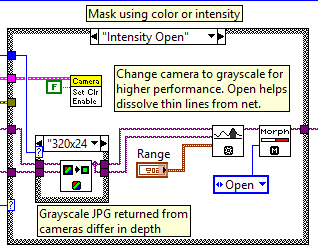 Mask using color or intensity
"Intensity Open"
Camera
Set Clr
Enable
F
Change camera to grayscale for
higher performance. Open helps
dissolve thin lines from net.
"320x24
Range
Morph
Open
Grayscale JPG returned from
cameras differ in depth